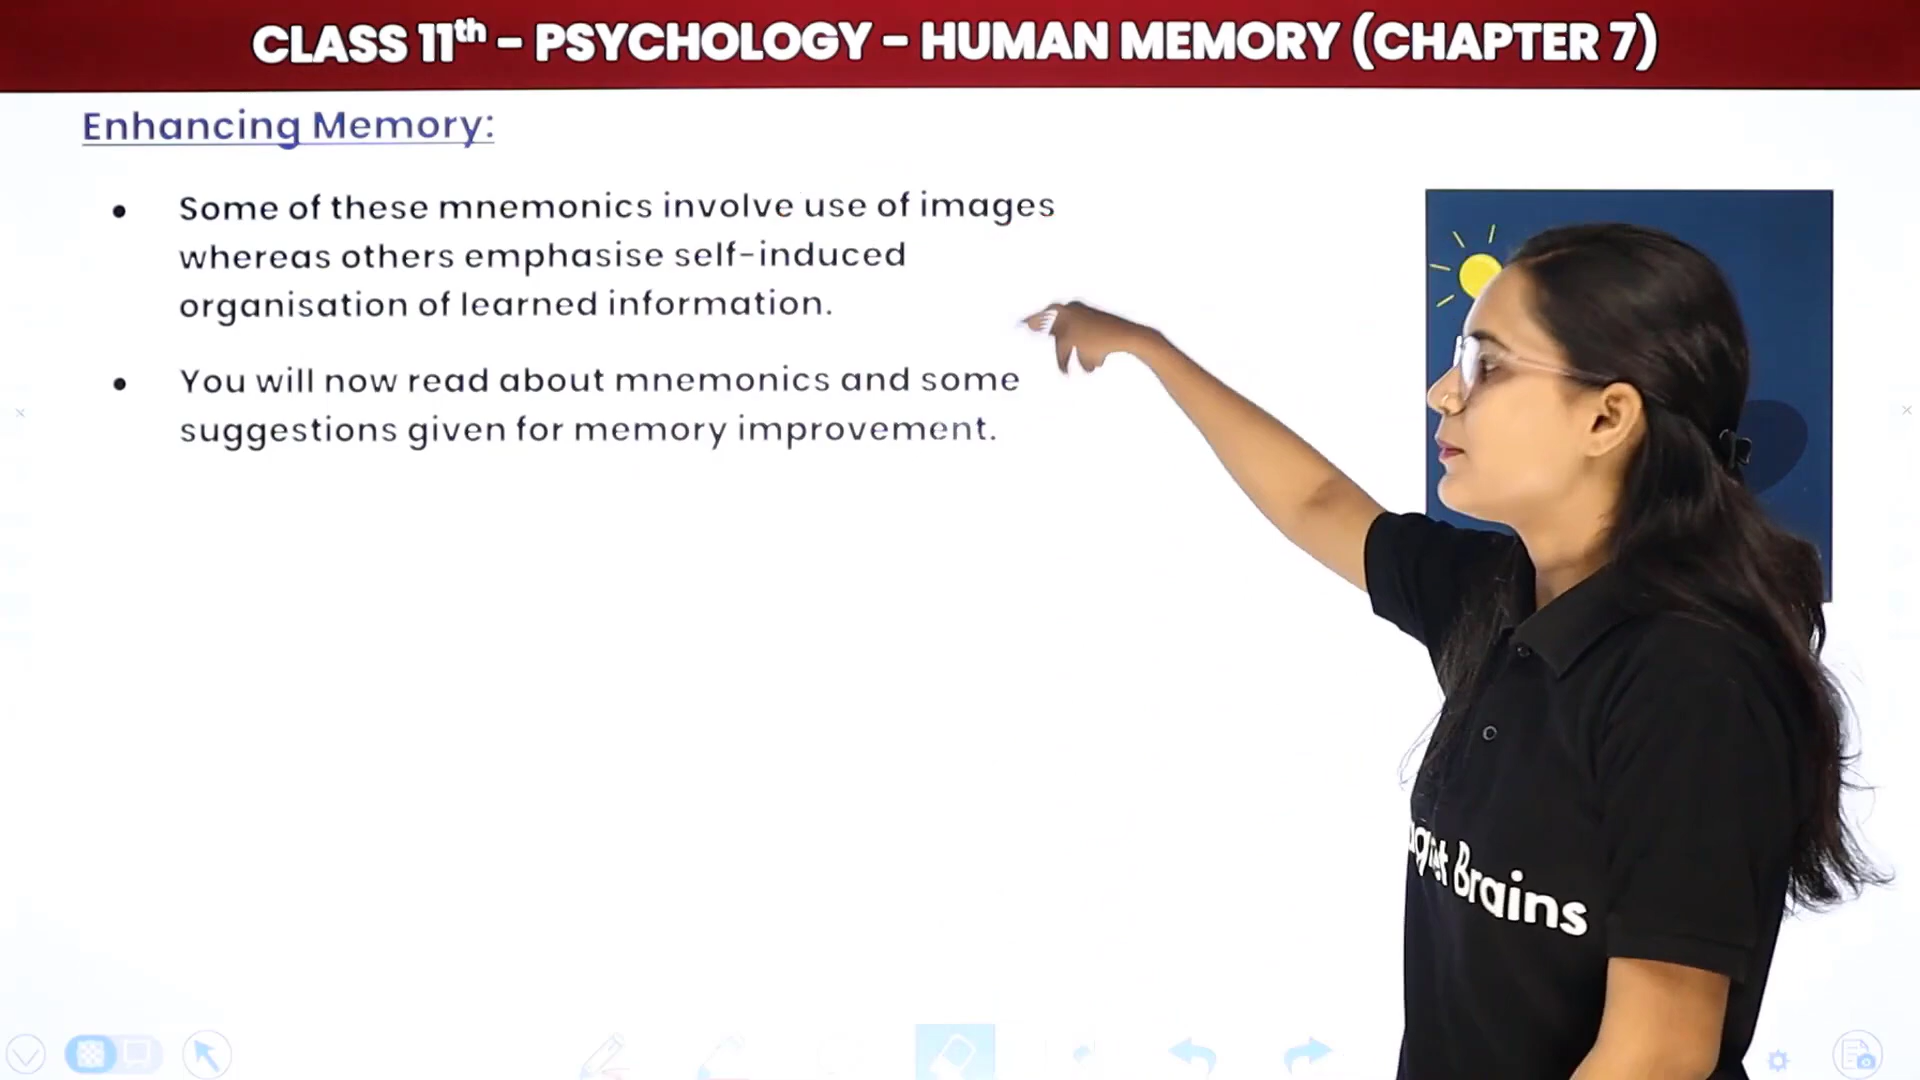 CLASS 11th - PSYCHOLOGY - HUMAN MEMORY (CHAPTER 7)
Enhancing Memory:
• Some of these mnemonics involve use of images
whereas others emphasise self-induced
organisation of learned information.
• You will now read about mnemonics and some
suggestions given for memory improvement.
Brains